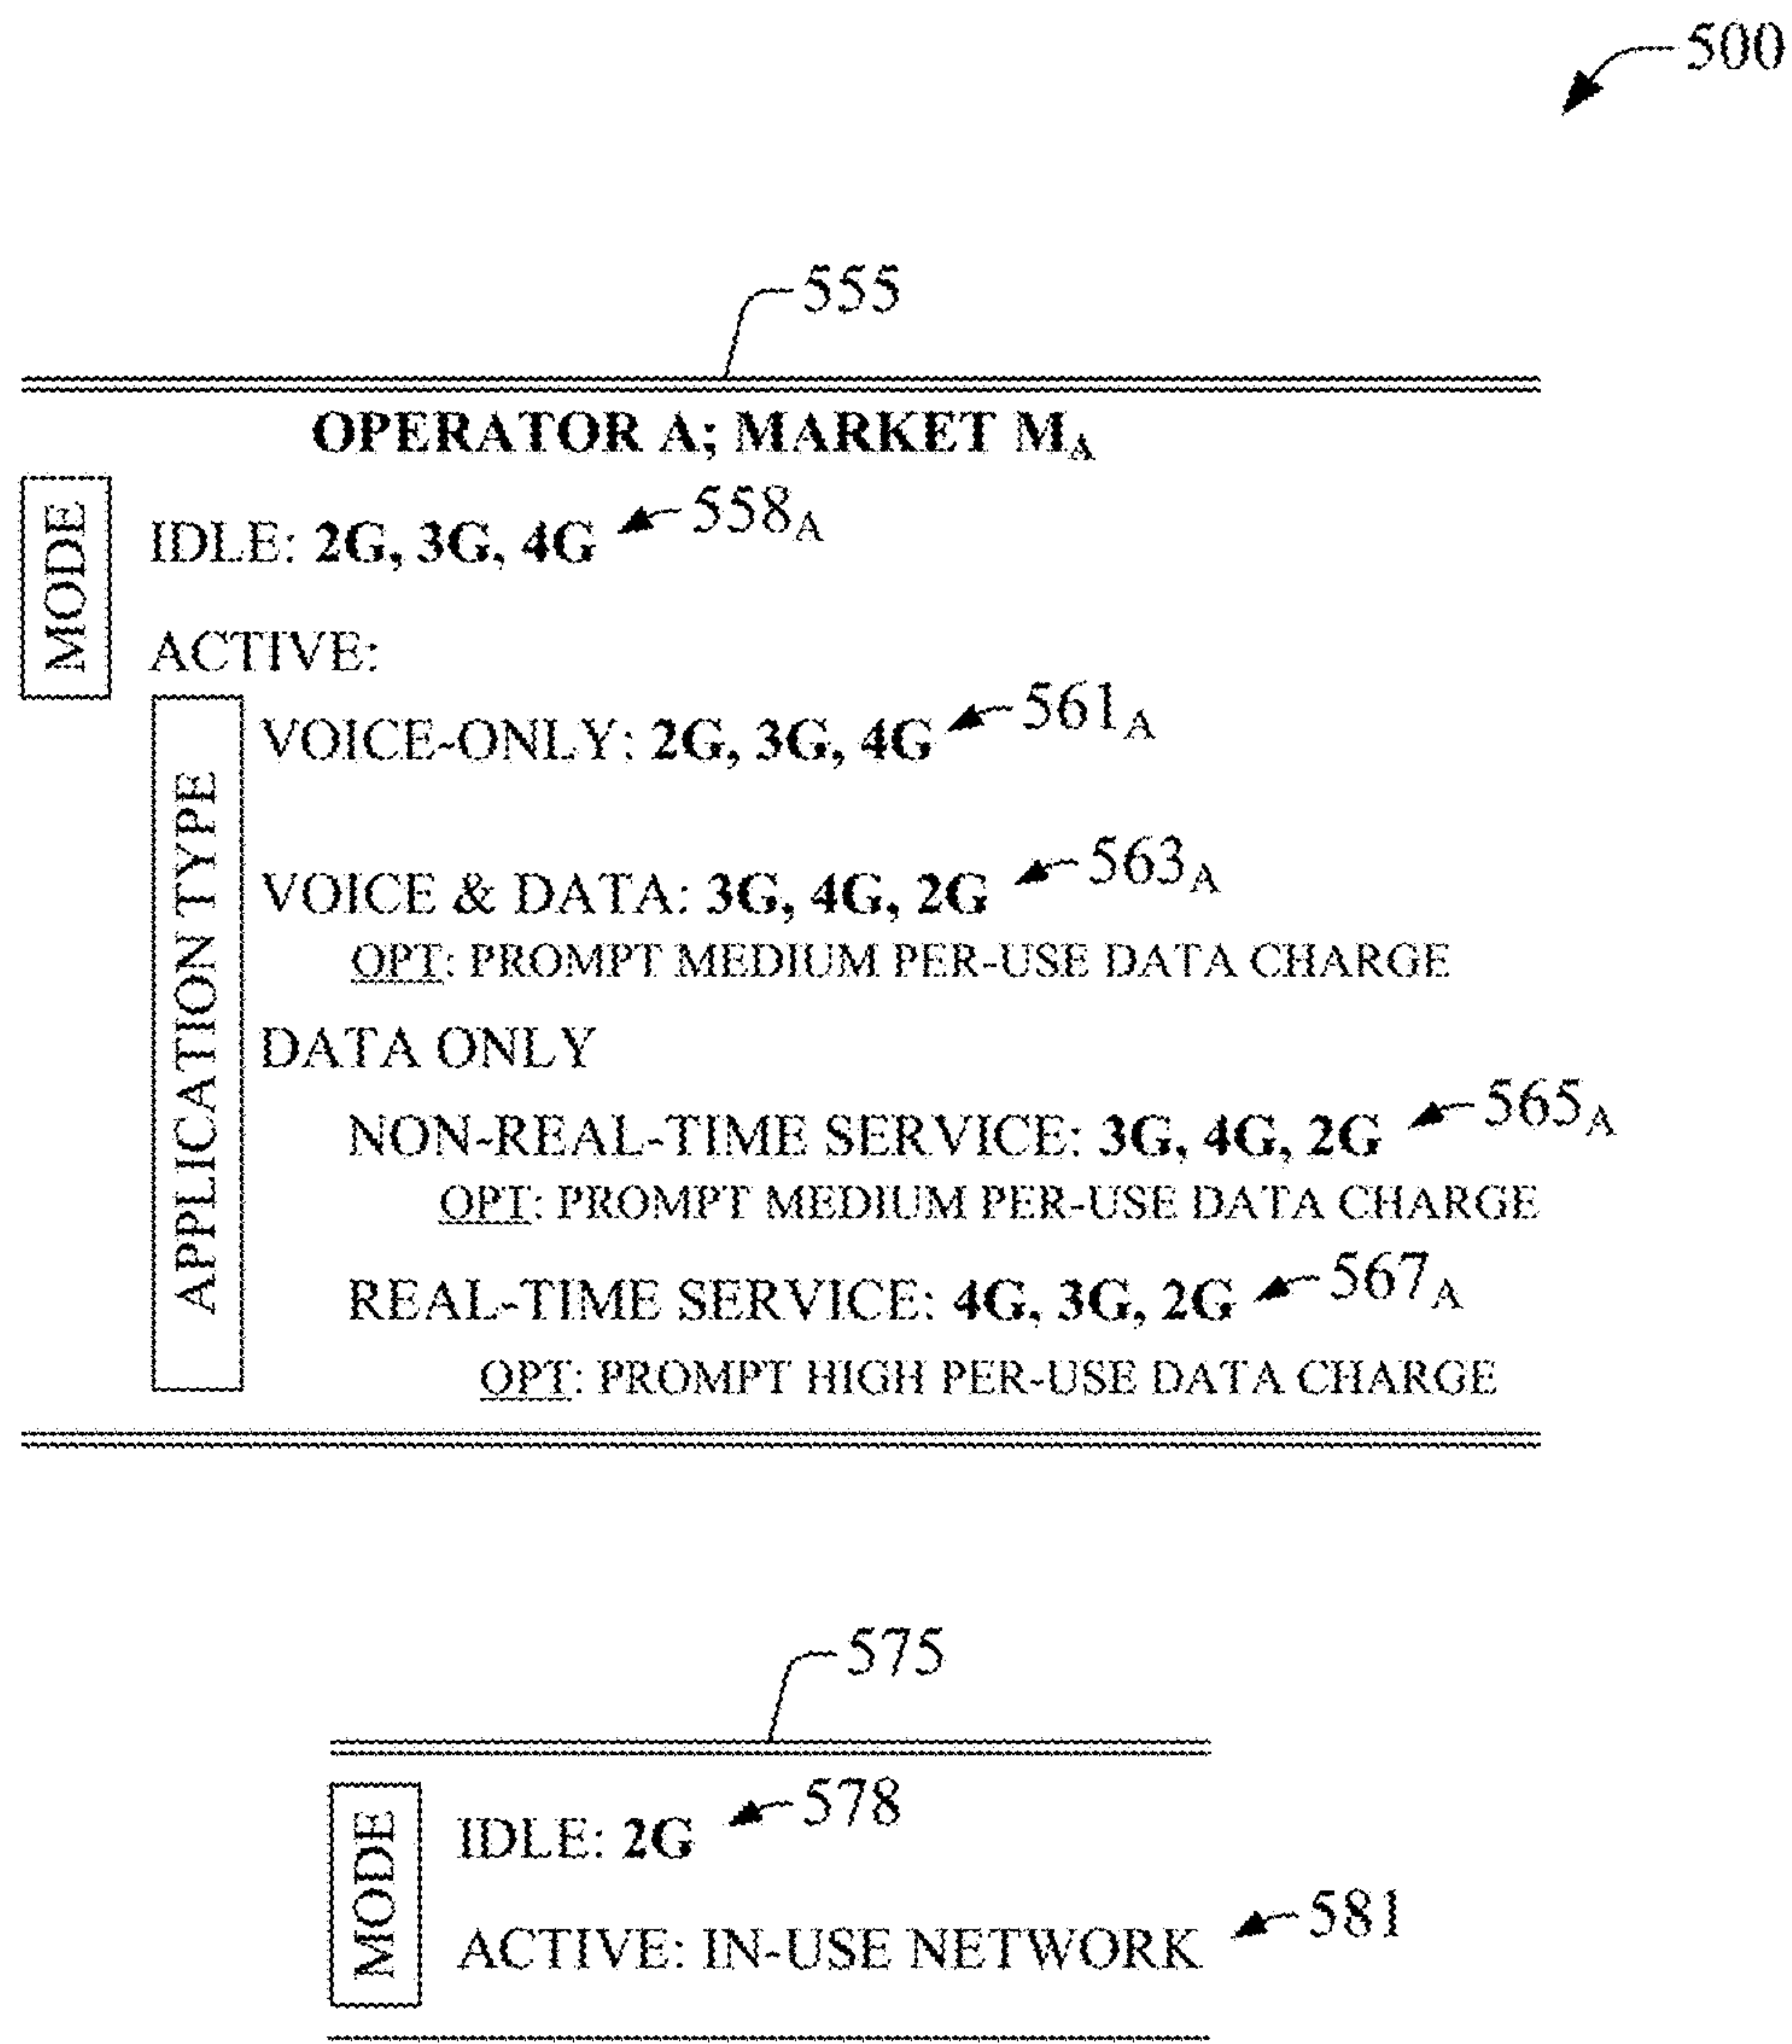 500
555
OPERATOR A; MARKET MA
MODE
IDLE: 2G, 3G, 4G
558A
ACTIVE:
APPLICATION TYPE
VOICE-ONLY: 2G, 3G, 4G
561A
VOICE & DATA: 3G, 4G, 2G
563A
OPT: PROMPT MEDIUM PER-USE DATA CHARGE
DATA ONLY
NON-REAL-TIME SERVICE: 3G, 4G, 2G
565A
OPT: PROMPT MEDIUM PER-USE DATA CHARGE
REAL-TIME SERVICE: 4G, 3G, 2G
567A
OPT: PROMPT HIGH PER-USE DATA CHARGE
575
MODE
IDLE: 2G
578
ACTIVE: IN-USE NETWORK
581